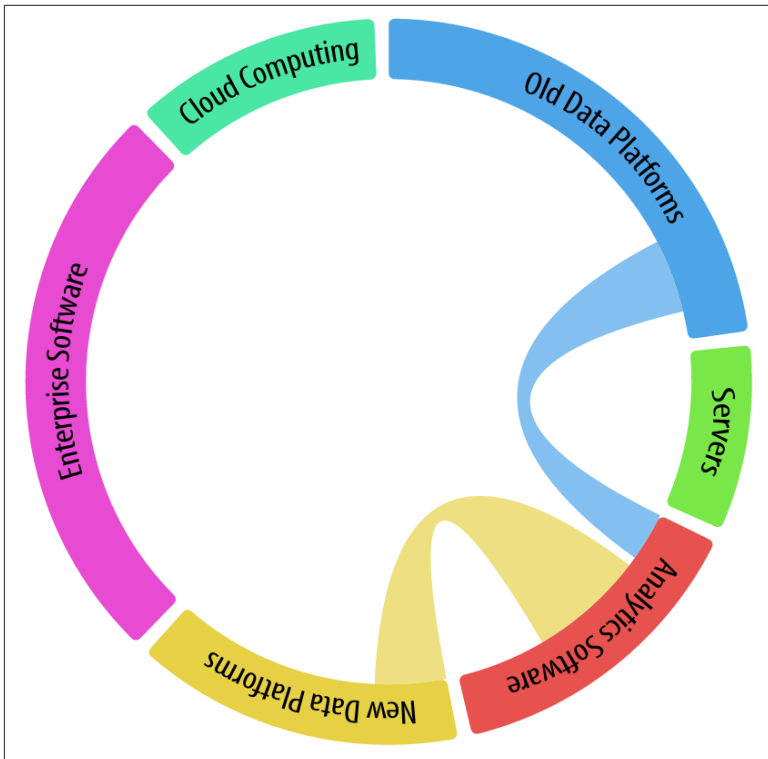 Cloud Computing
Old Data Platforms
Servers
Analytics Software
New Data Platforms
Enterprise Software